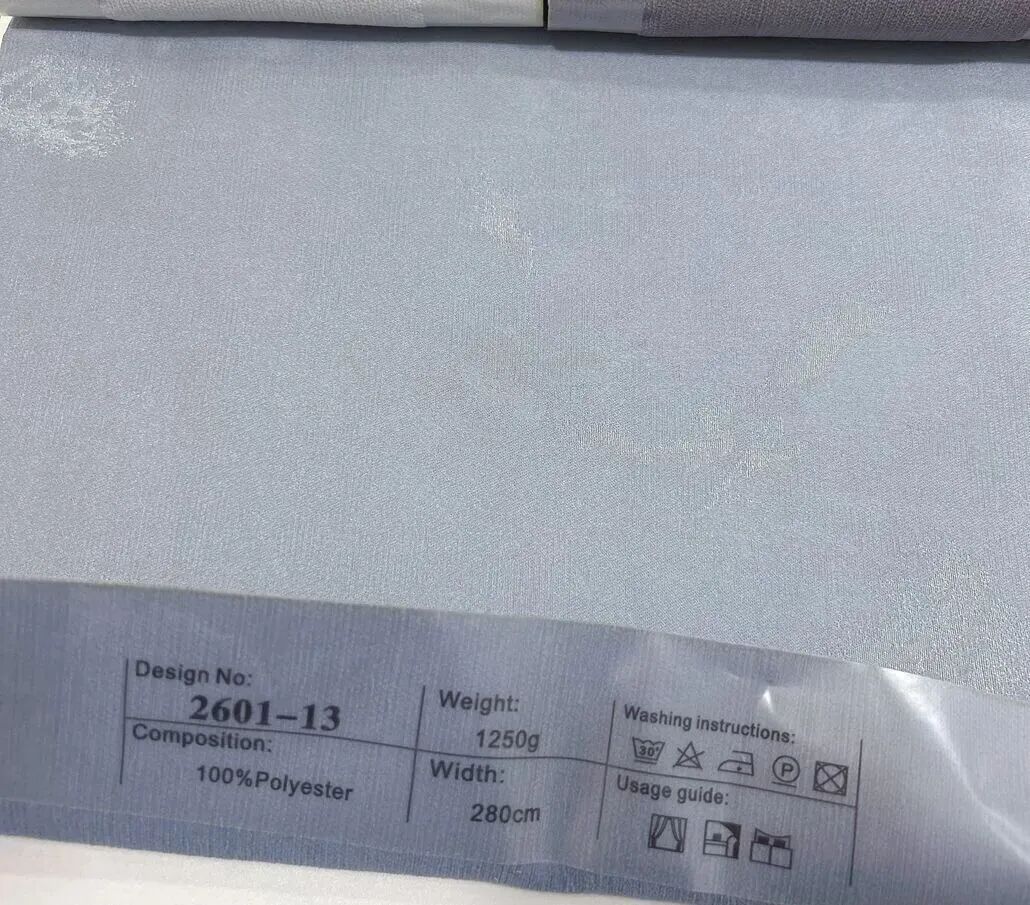 Design No:
2601-13
Composition:
100%Polyester
Weight:
1250g
Width:
280cm
Washing instructions:
30°
P
Usage guide: